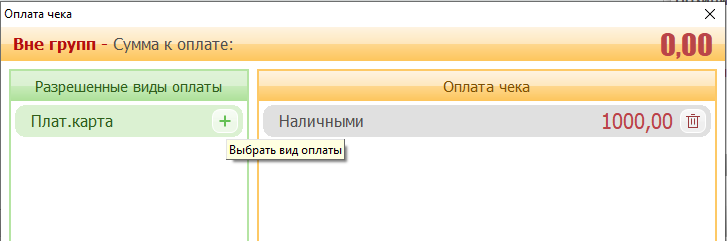 Оплата чека
Вне групп - Сумма к оплате: 0,00
Разрешенные виды оплаты
Оплата чека
Плат.карта
Наличными 1000,00
Выбрать вид оплаты